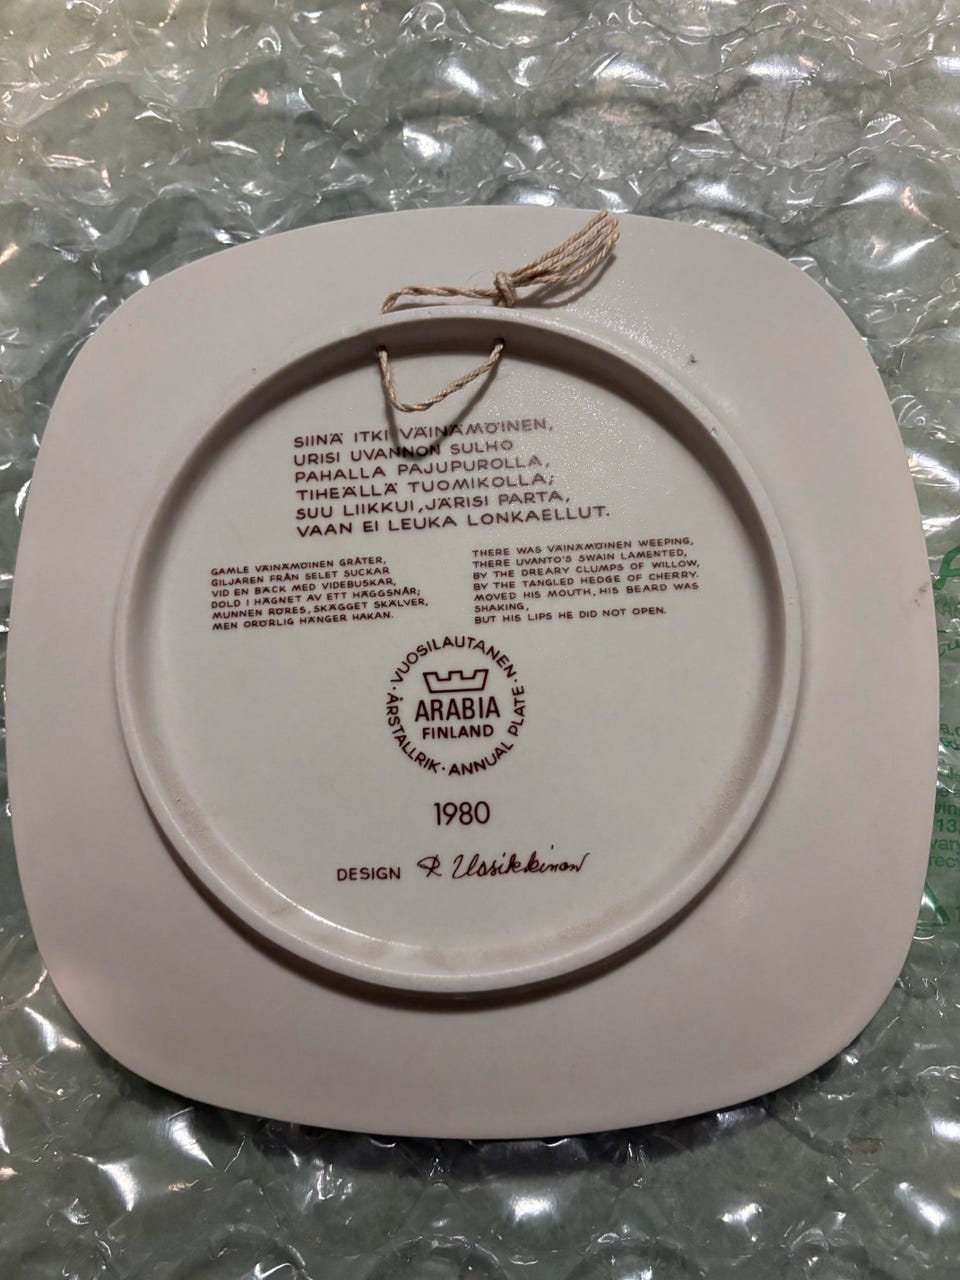 SIINÄ ITKI VÄINÄMÖINEN,
URISI UVANNON SULHO
PAHALLA PAJUPUROLLA,
TIHEÄLLÄ TUOMIKOLLA;
SUU LIIKKUI, JÄRISI PARTA,
VAAN EI LEUKA LONKAELLUT.
GAMLE VÄINÄMÖINEN GRÅTER,
GILJAREN FRÅN SELET SUCKAR
VID EN BÄCK MED VIDEBUSKAR,
DOLD I HÄGNET AV ETT HÄGGSNÅR;
MUNNEN RÖRES, SKÄGGET SKÄLVER,
MEN ORÖRLIG HÄNGER HAKAN.
THERE WAS VÄINÄMÖINEN WEEPING,
THERE UVANTO'S SWAIN LAMENTED,
BY THE DREARY CLUMPS OF WILLOW,
BY THE TANGLED HEDGE OF CHERRY.
MOVED HIS MOUTH, HIS BEARD WAS
SHAKING,
BUT HIS LIPS HE DID NOT OPEN.
VUOSILAUTANEN · ÅRSTALLRIK · ANNUAL PLATE ·
ARABIA
FINLAND
1980
DESIGN R Uosikkinen